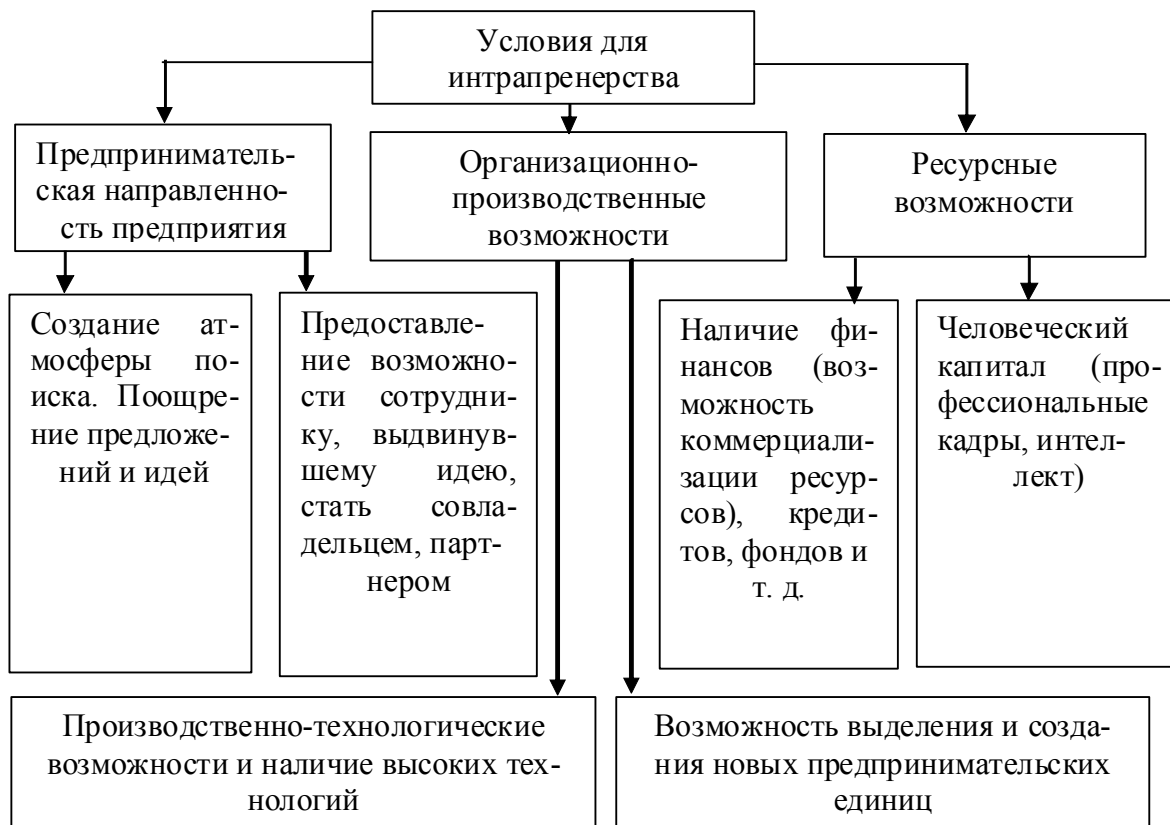 Условия для
интрапренерства
Предприниматель-
ская направленно-
сть предприятия
Организационно-
производственные
возможности
Ресурсные
возможности
Создание ат-
мосферы по-
иска. Поощре-
ние предложе-
ний и идей
Предоставле-
ние возможно-
сти сотрудни-
ку, выдвинув-
шему идею,
стать совла-
дельцем, парт-
нером
Наличие фи-
нансов (воз-
можность
коммерциали-
зации ресур-
сов), креди-
тов, фондов и
т. д.
Человеческий
капитал (про-
фессиональные
кадры, интел-
лект)
Производственно-технологические
возможности и наличие высоких тех-
нологий
Возможность выделения и созда-
ния новых предпринимательских
единиц